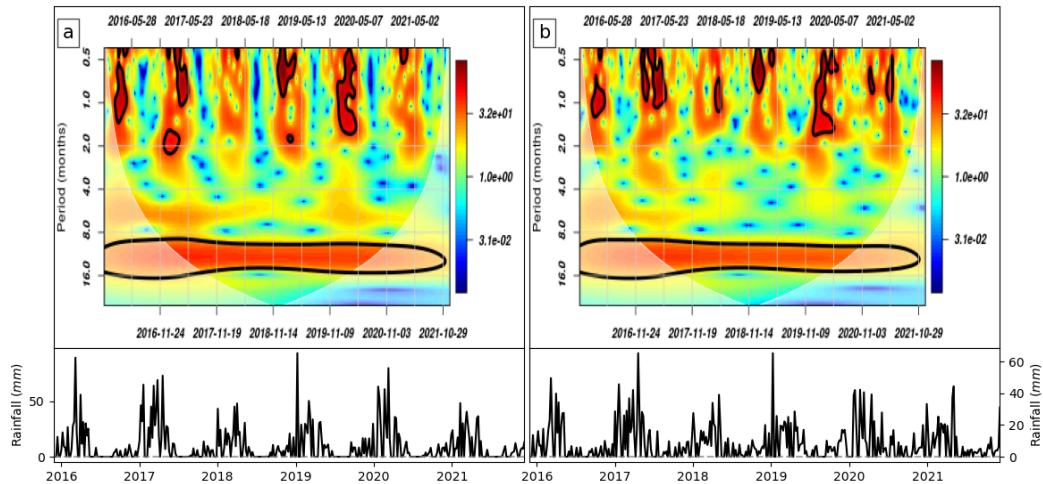 2016-05-28 2017-05-23 2018-05-18 2019-05-13 2020-05-07 2021-05-02
a
0.5
1.0
2.0
4.0
8.0
16.0
Period (months)
3.2e+01
1.0e+00
3.1e-02
2016-11-24 2017-11-19 2018-11-14 2019-11-09 2020-11-03 2021-10-29
2016-05-28 2017-05-23 2018-05-18 2019-05-13 2020-05-07 2021-05-02
b
0.5
1.0
2.0
4.0
8.0
16.0
Period (months)
3.2e+01
1.0e+00
3.1e-02
2016-11-24 2017-11-19 2018-11-14 2019-11-09 2020-11-03 2021-10-29
Rainfall (mm)
50
0
2016 2017 2018 2019 2020 2021
60
40
20
0
Rainfall (mm)
2016 2017 2018 2019 2020 2021